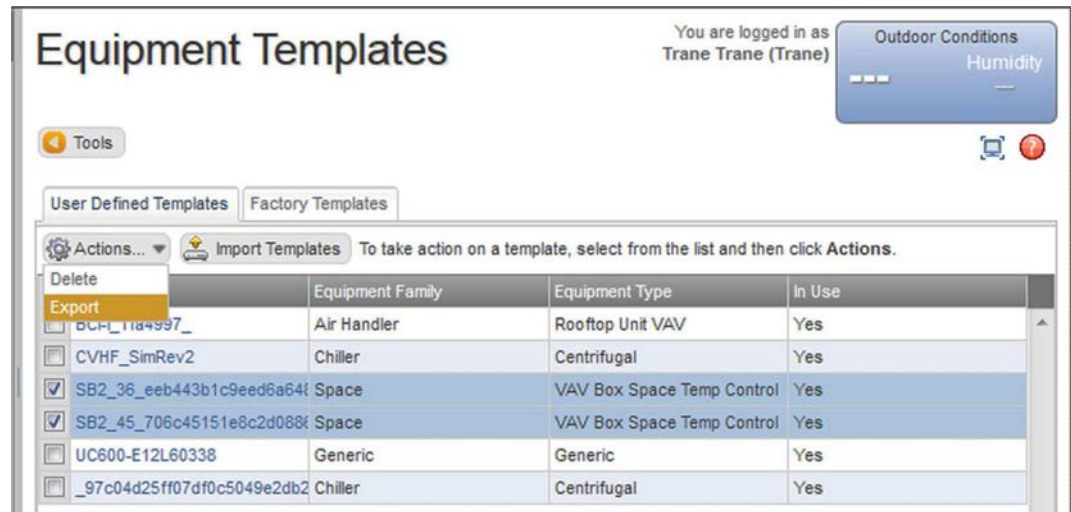 Equipment Templates
You are logged in as
Trane Trane (Trane)
Outdoor Conditions
Humidity
---
--
Tools
User Defined Templates
Factory Templates
Actions...
Import Templates
To take action on a template, select from the list and then click Actions.
Delete
Export
Equipment Family Equipment Type In Use
Air Handler Rooftop Unit VAV Yes
CVHF_SimRev2 Chiller Centrifugal Yes
SB2_36_eeb443b1c9eed6a648 Space VAV Box Space Temp Control Yes
SB2_45_706c45151e8c2d0886 Space VAV Box Space Temp Control Yes
UC600-E12L60338 Generic Generic Yes
_97c04d25ff07df0c5049e2db2 Chiller Centrifugal Yes